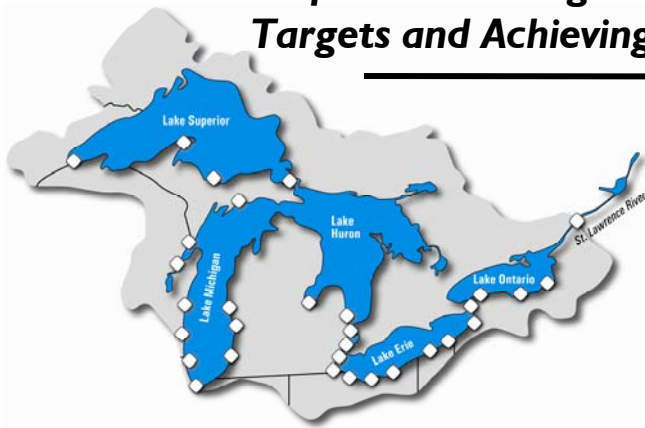 Targets and Achieving
Lake Superior
Lake
Huron
St. Lawrence River
Lake Ontario
Lake Michigan
Lake Erie